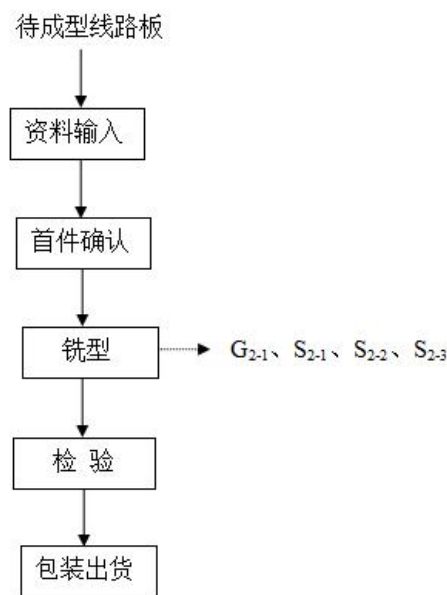 待成型线路板
资料输入
首件确认
铣型
G2-1、S2-1、S2-2、S2-3
检 验
包装出货